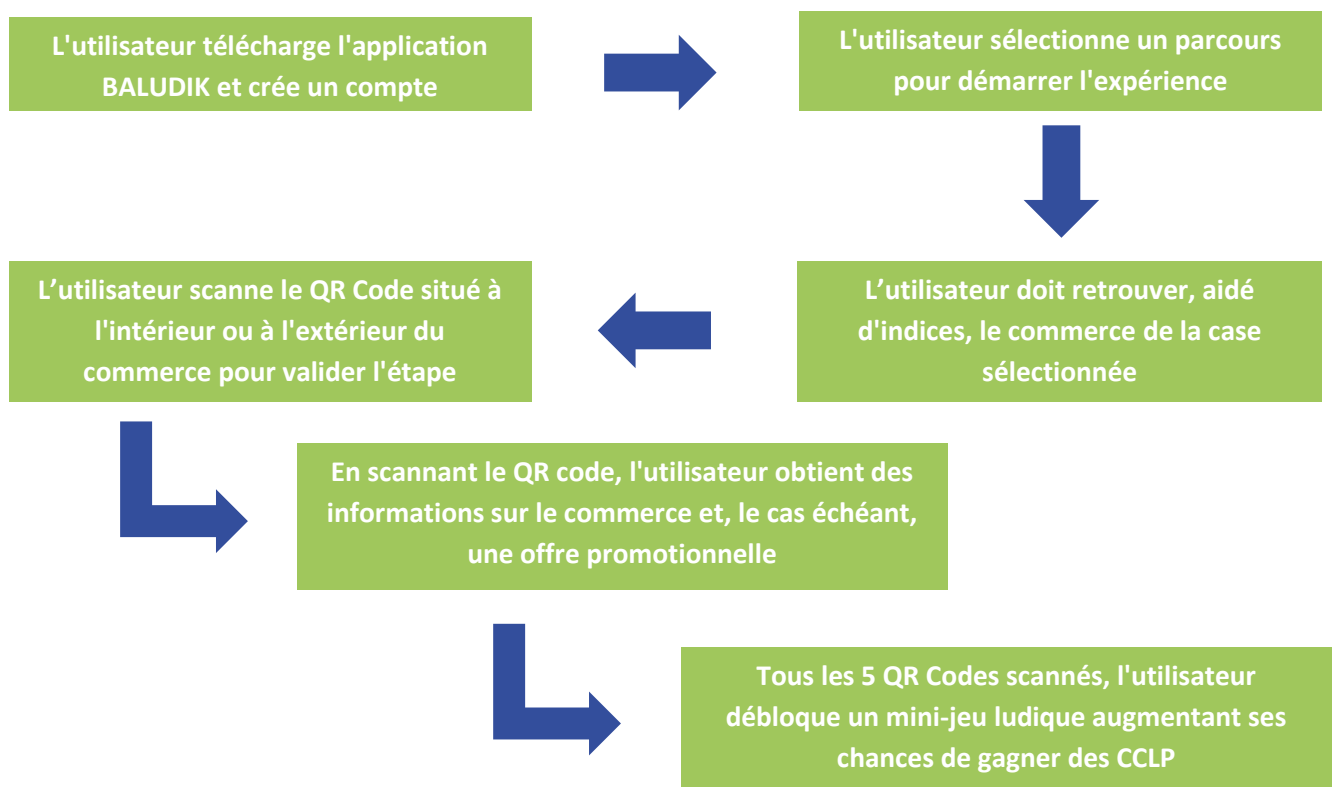 L'utilisateur télécharge l'application
BALUDIK et crée un compte
L'utilisateur sélectionne un parcours
pour démarrer l'expérience
L’utilisateur doit retrouver, aidé
d'indices, le commerce de la case
sélectionnée
L’utilisateur scanne le QR Code situé à
l'intérieur ou à l'extérieur du
commerce pour valider l'étape
En scannant le QR code, l'utilisateur obtient des
informations sur le commerce et, le cas échéant,
une offre promotionnelle
Tous les 5 QR Codes scannés, l'utilisateur
débloque un mini-jeu ludique augmentant ses
chances de gagner des CCLP